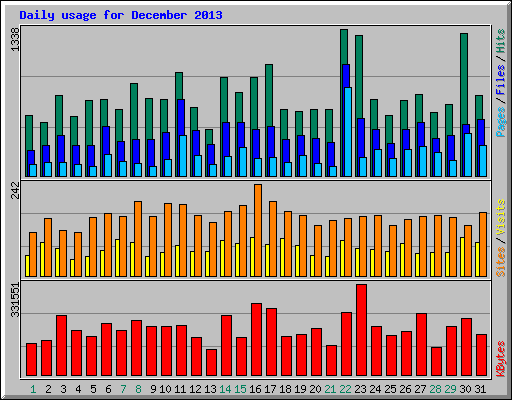 Daily usage for December 2013
1338
Pages / Files / Hits
242
Sites / Visits
331551
KBytes
1 2 3 4 5 6 7 8 9 10 11 12 13 14 15 16 17 18 19 20 21 22 23 24 25 26 27 28 29 30 31